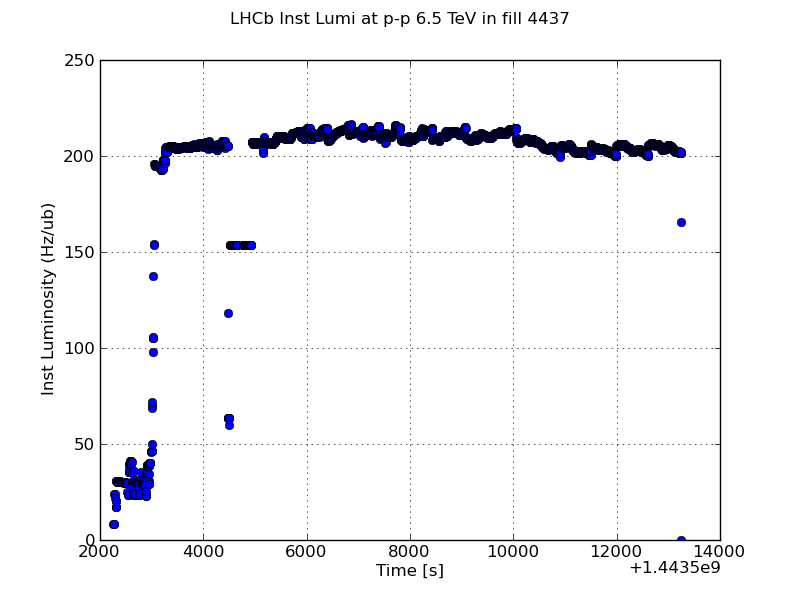 LHCb Inst Lumi at p-p 6.5 TeV in fill 4437
250
200
150
100
50
0
Inst Luminosity (Hz/ub)
2000 4000 6000 8000 10000 12000 14000
Time [s]
+1.4435e9